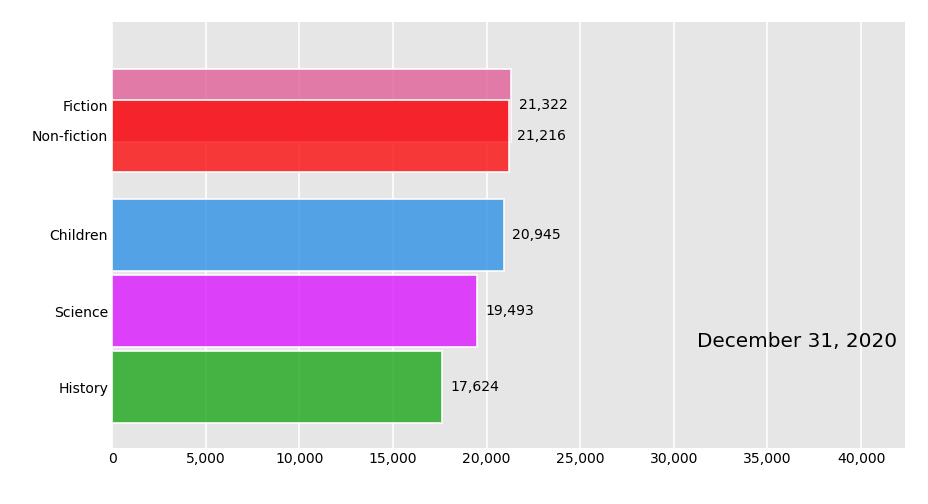 Fiction 21,322
Non-fiction 21,216
Children 20,945
Science 19,493
December 31, 2020
History 17,624
0 5,000 10,000 15,000 20,000 25,000 30,000 35,000 40,000